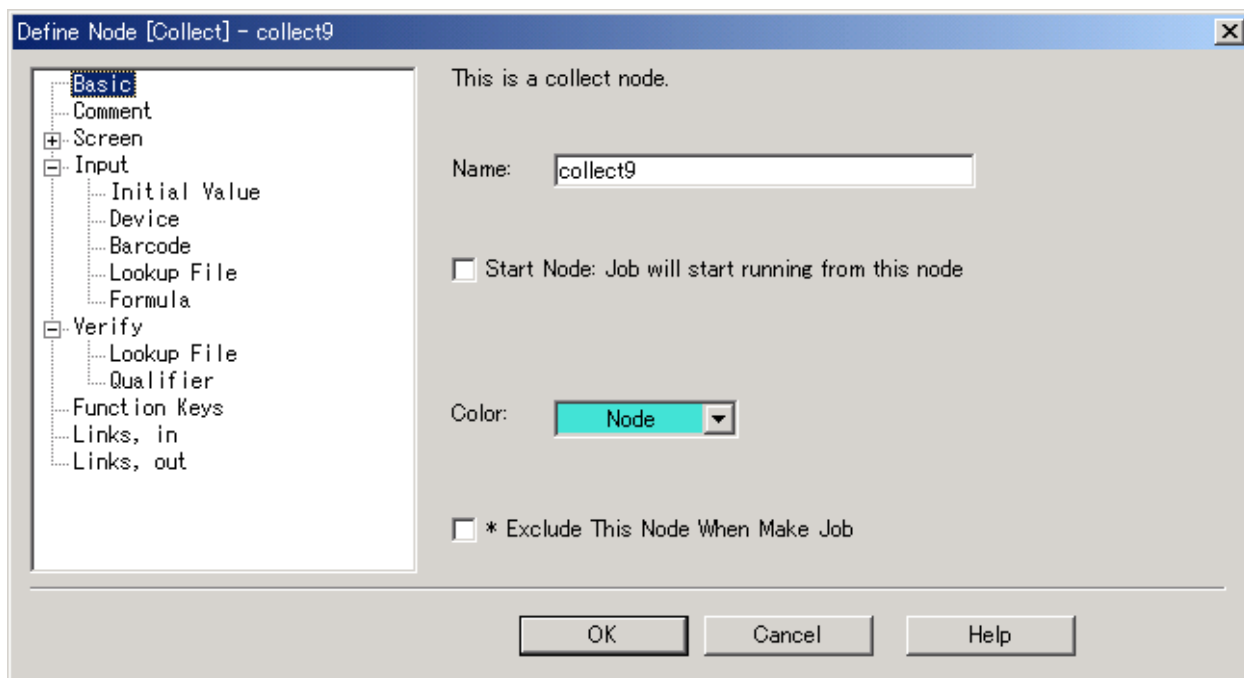 Define Node [Collect] - collect9
Basic
Comment
Screen
Input
Initial Value
Device
Barcode
Lookup File
Formula
Verify
Lookup File
Qualifier
Function Keys
Links, in
Links, out
This is a collect node.
Name: collect9
Start Node: Job will start running from this node
Color: Node
* Exclude This Node When Make Job
OK Cancel Help